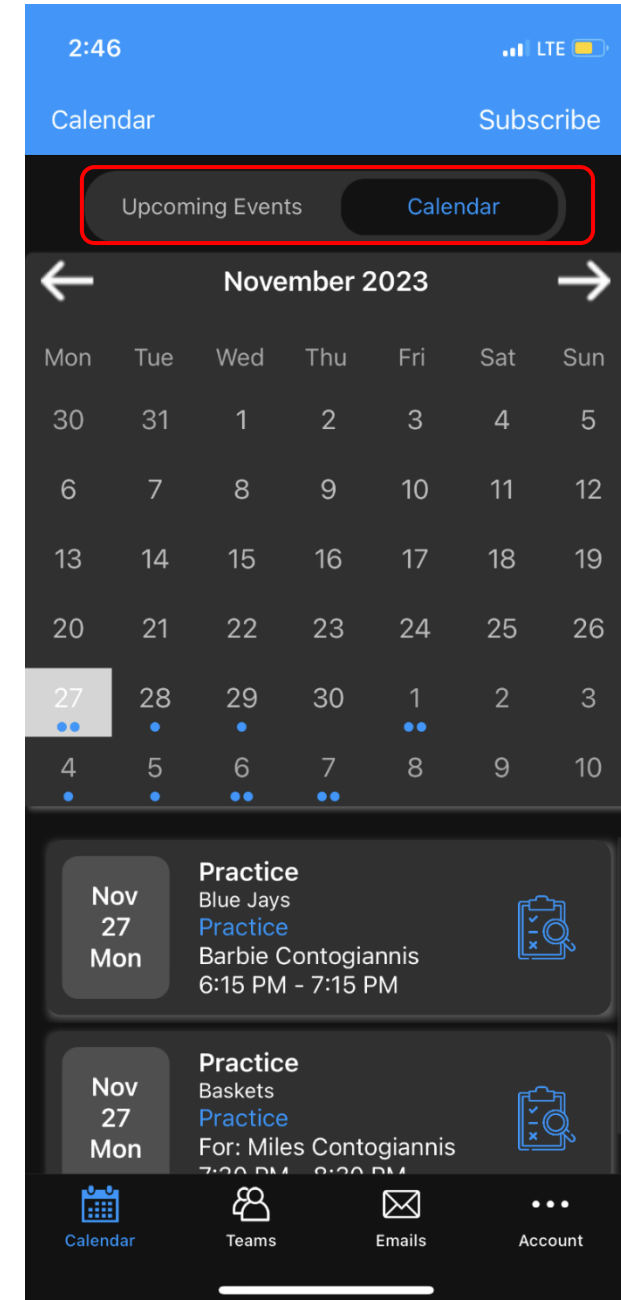 2:46 LTE
Calendar Subscribe
Upcoming Events Calendar
November 2023
Mon Tue Wed Thu Fri Sat Sun
30 31 1 2 3 4 5
6 7 8 9 10 11 12
13 14 15 16 17 18 19
20 21 22 23 24 25 26
27 28 29 30 1 2 3
4 5 6 7 8 9 10
Nov
27
Mon
Practice
Blue Jays
Practice
Barbie Contogiannis
6:15 PM - 7:15 PM
Nov
27
Mon
Practice
Baskets
Practice
For: Miles Contogiannis
Calendar Teams Emails Account